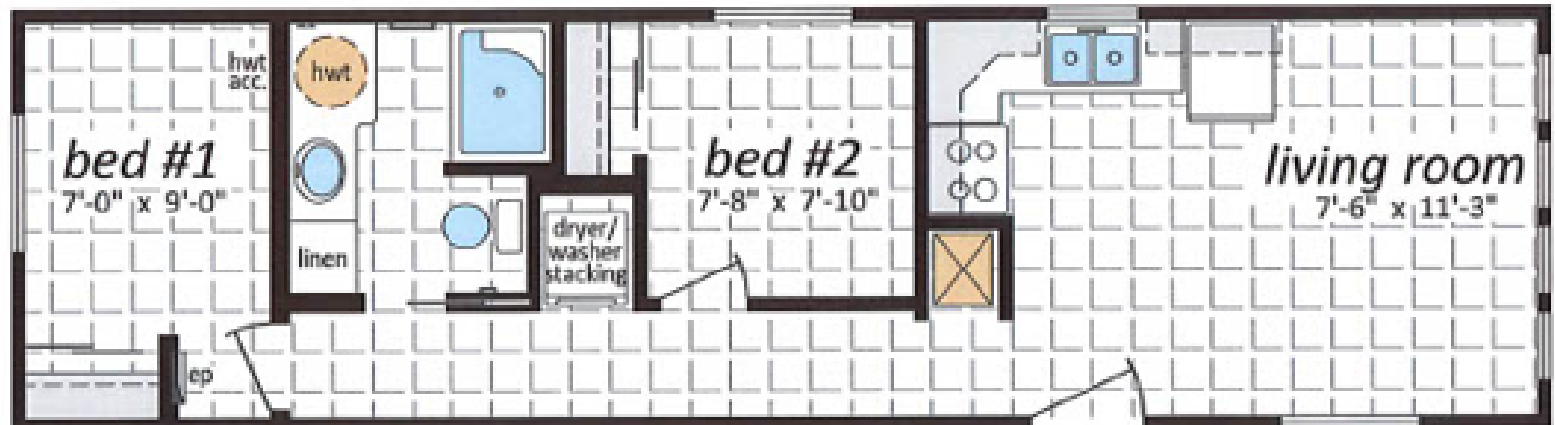 hwt
acc.
bed #1
7'-0" x 9'-0"
ep
hwt
linen
dryer/
washer
stacking
bed #2
7'-8" x 7'-10"
living room
7'-6" x 11'-3"